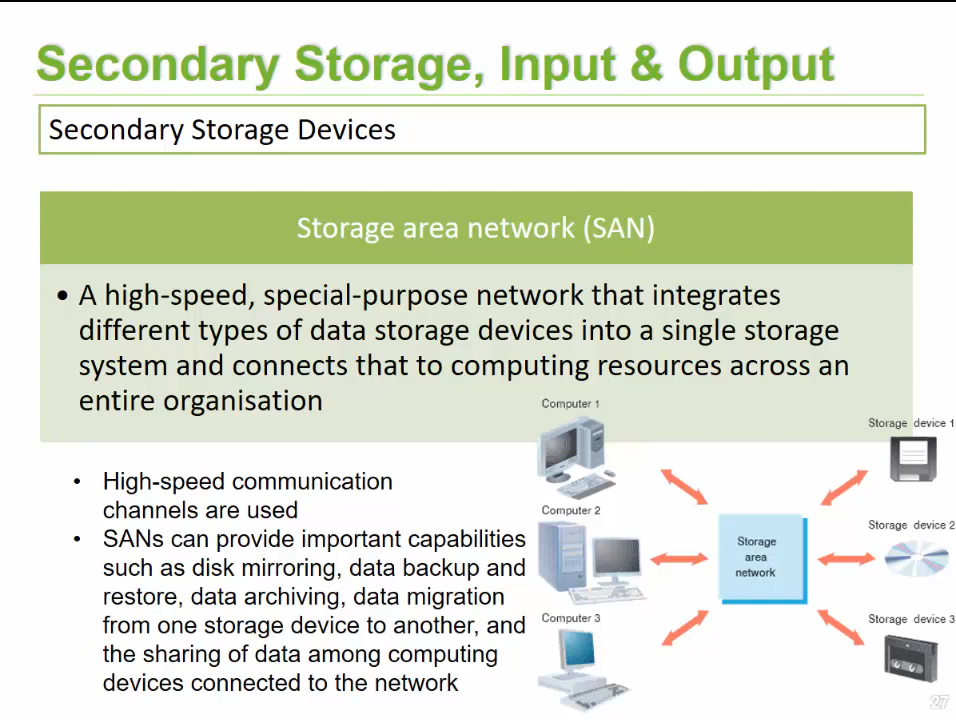 Secondary Storage, Input & Output
Secondary Storage Devices
Storage area network (SAN)
• A high-speed, special-purpose network that integrates
different types of data storage devices into a single storage
system and connects that to computing resources across an
entire organisation
• High-speed communication
channels are used
• SANs can provide important capabilities
such as disk mirroring, data backup and
restore, data archiving, data migration
from one storage device to another, and
the sharing of data among computing
devices connected to the network
Computer 1
Computer 2
Computer 3
Storage
area
network
Storage device 1
Storage device 2
Storage device 3
27